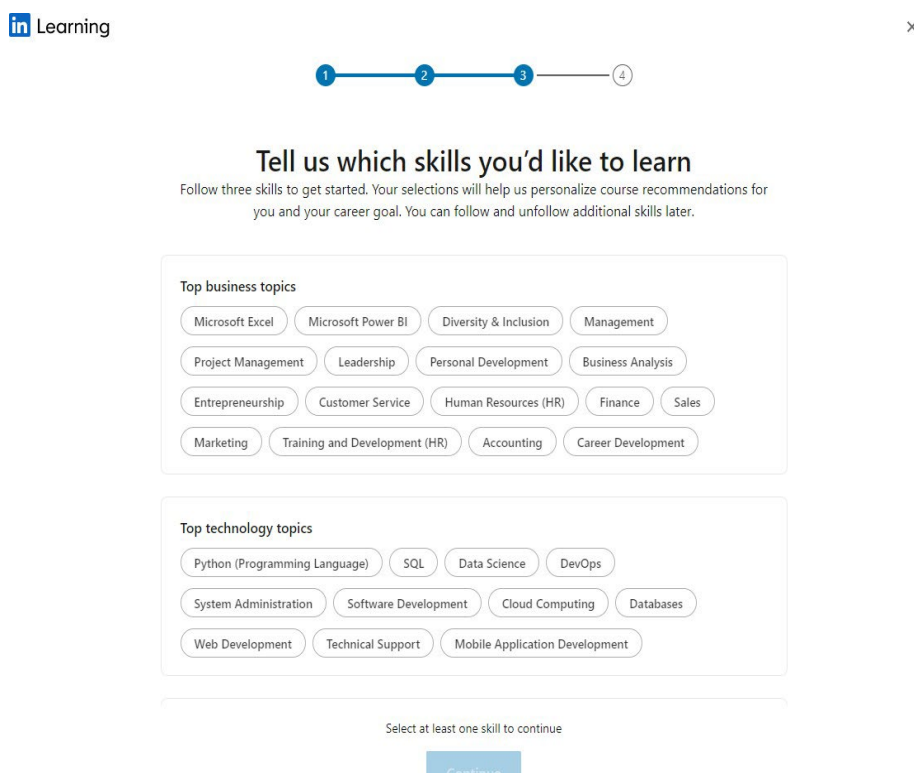 in Learning
1 2 3 4
Tell us which skills you’d like to learn
Follow three skills to get started. Your selections will help us personalize course recommendations for
you and your career goal. You can follow and unfollow additional skills later.
Top business topics
Microsoft Excel Microsoft Power BI Diversity & Inclusion Management
Project Management Leadership Personal Development Business Analysis
Entrepreneurship Customer Service Human Resources (HR) Finance Sales
Marketing Training and Development (HR) Accounting Career Development
Top technology topics
Python (Programming Language) SQL Data Science DevOps
System Administration Software Development Cloud Computing Databases
Web Development Technical Support Mobile Application Development
Select at least one skill to continue
Continue